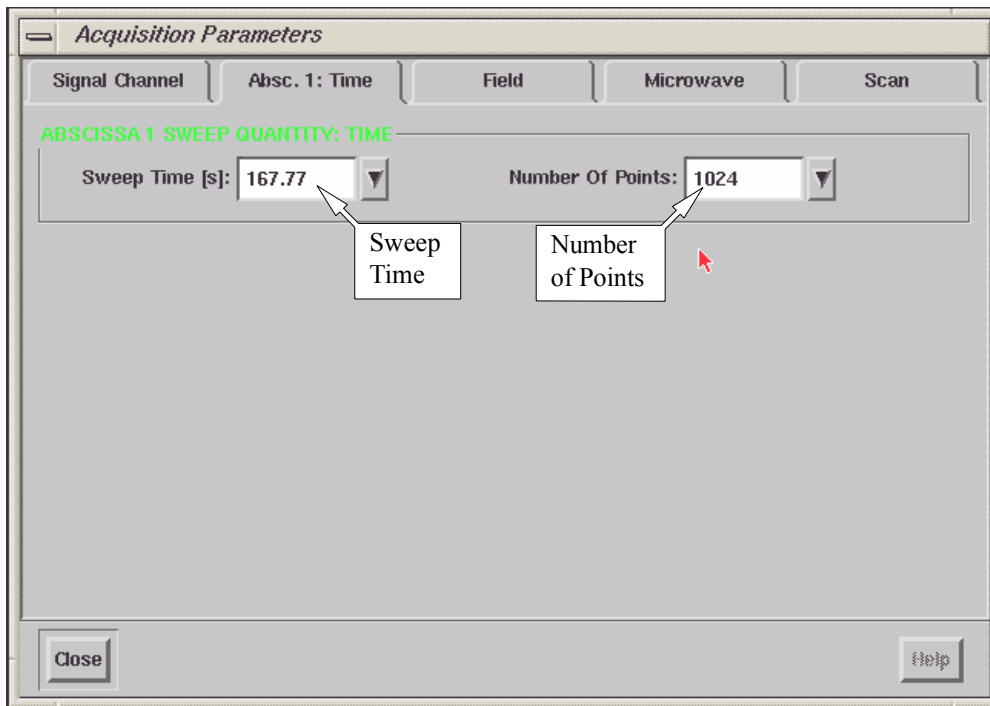 Acquisition Parameters
Signal Channel
Absc. 1: Time
Field
Microwave
Scan
ABSCISSA 1 SWEEP QUANTITY: TIME
Sweep Time [s]: 167.77
Number Of Points: 1024
Sweep
Time
Number
of Points
Close
Help